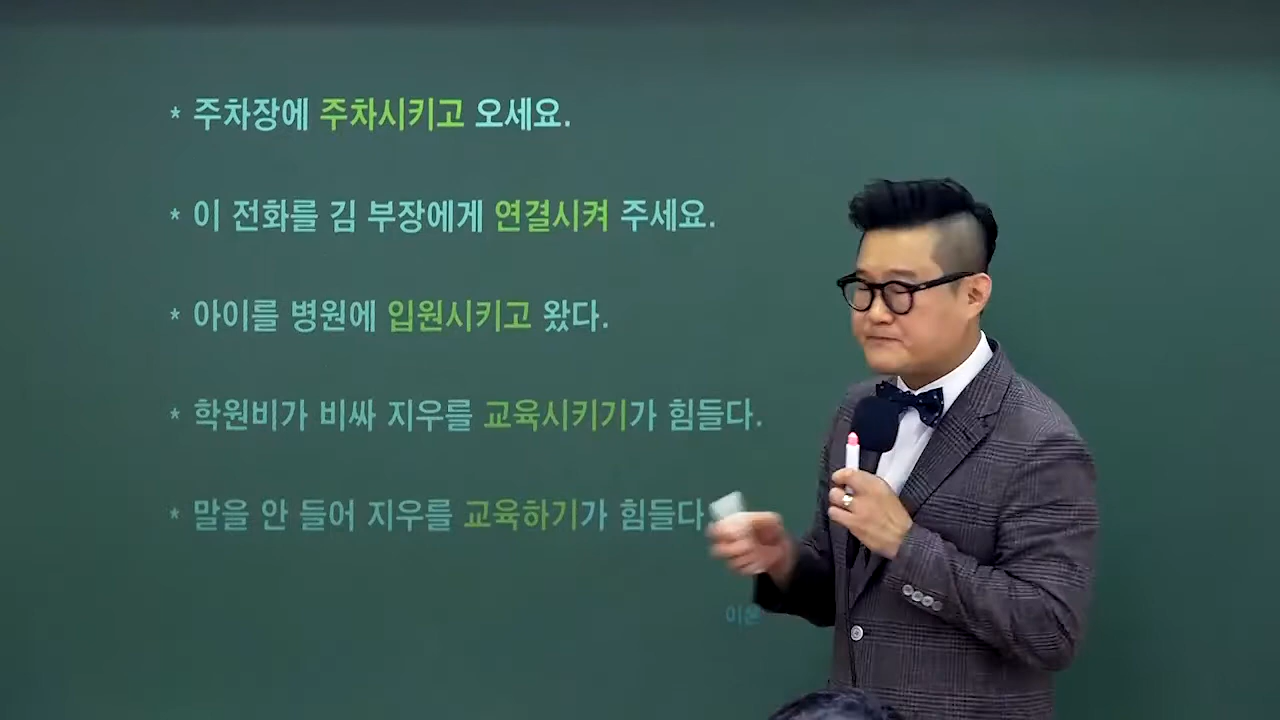 * 주차장에 주차시키고 오세요.
* 이 전화를 김 부장에게 연결시켜 주세요.
* 아이를 병원에 입원시키고 왔다.
* 학원비가 비싸 지우를 교육시키기가 힘들다.
* 말을 안 들어 지우를 교육하기가 힘들다